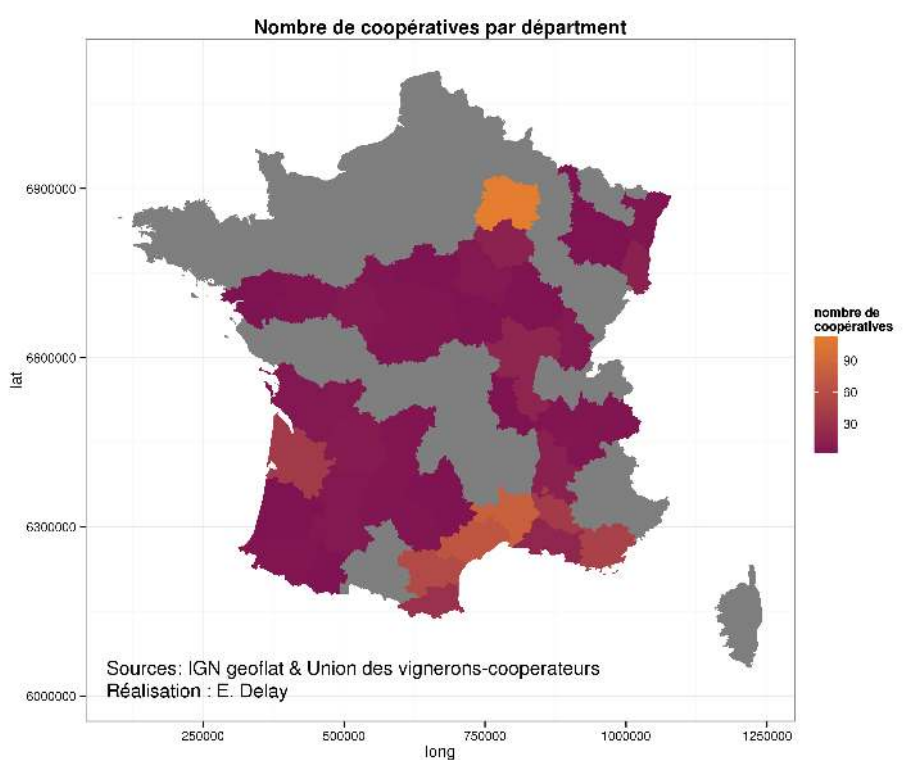 Nombre de coopératives par départment
6900000
6600000
6300000
6000000
lat
250000
500000
750000
1000000
1250000
long
nombre de
coopératives
90
60
30
Sources: IGN geoflat & Union des vignerons-cooperateurs
Réalisation : E. Delay